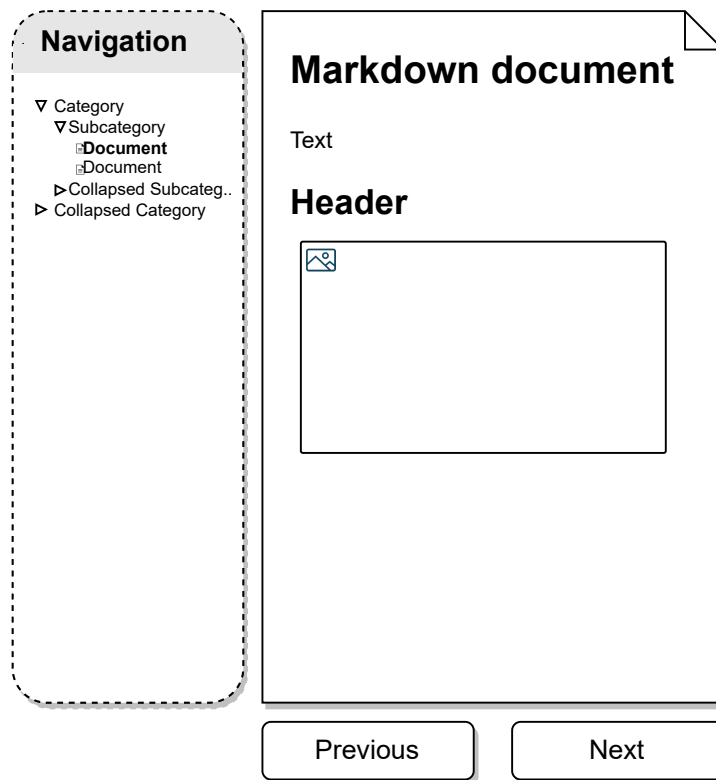 Navigation
Category
Subcategory
Document
Document
Collapsed Subcateg..
Collapsed Category
Markdown document
Text
Header
Previous
Next